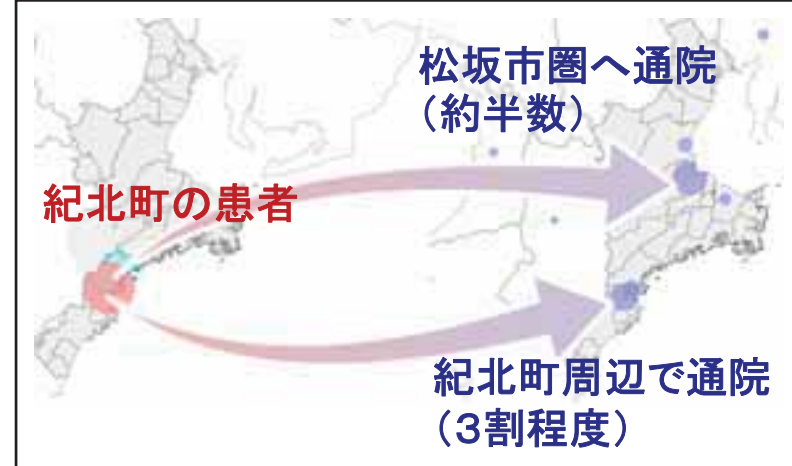 松坂市圏へ通院
（約半数）
紀北町の患者
紀北町周辺で通院
（3割程度）